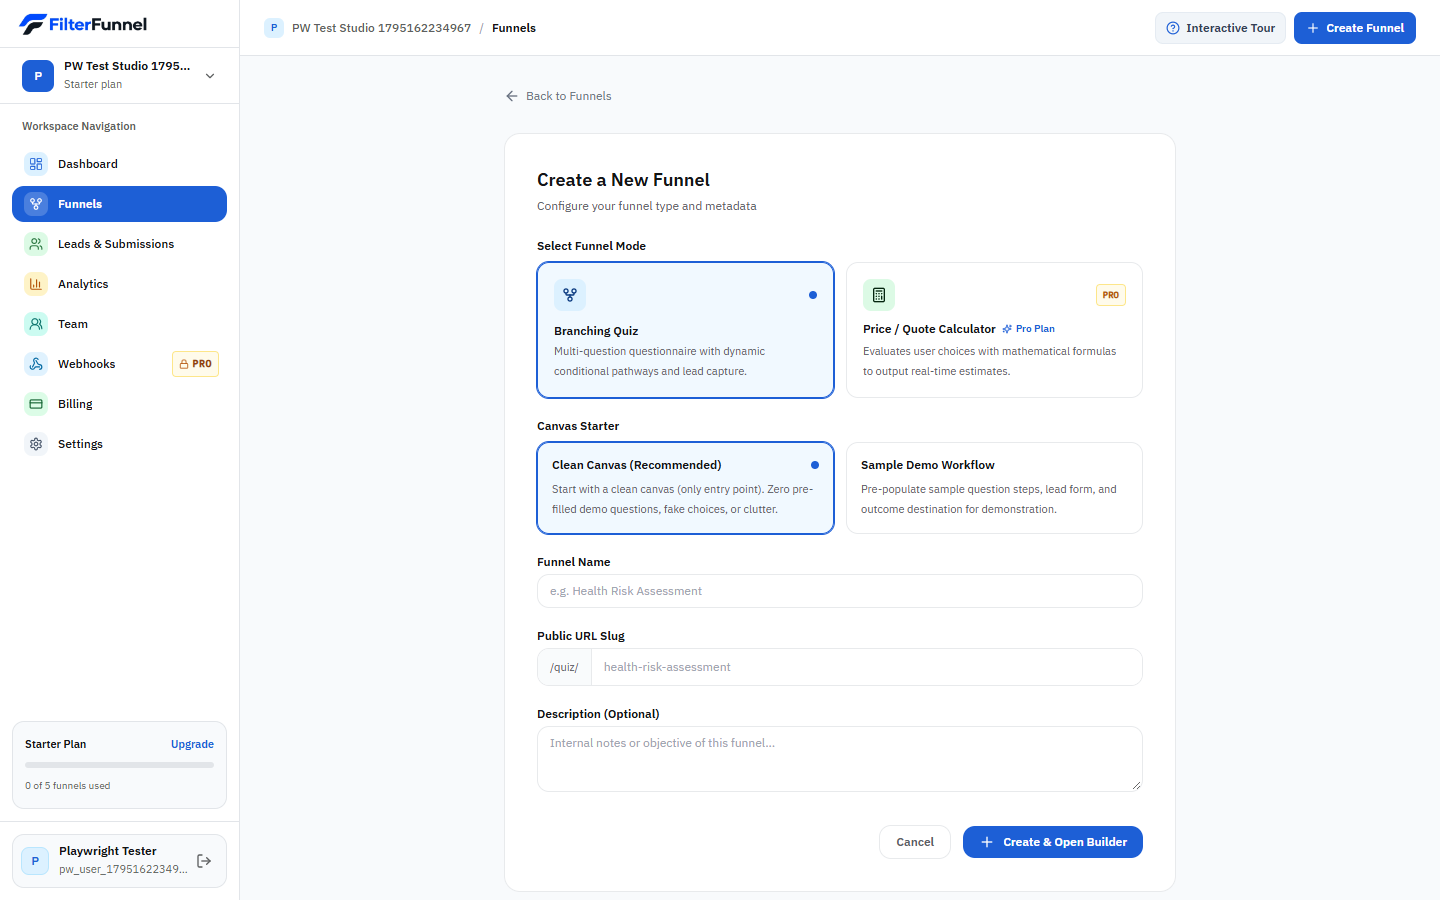 FilterFunnel
P
PW Test Studio 1795...
Starter plan
Workspace Navigation
Dashboard
Funnels
Leads & Submissions
Analytics
Team
Webhooks
PRO
Billing
Settings
Starter Plan
Upgrade
0 of 5 funnels used
P
Playwright Tester
pw_user_17951622349...
P
PW Test Studio 1795162234967 / Funnels
Interactive Tour
Create Funnel
Back to Funnels
Create a New Funnel
Configure your funnel type and metadata
Select Funnel Mode
Branching Quiz
Multi-question questionnaire with dynamic
conditional pathways and lead capture.
PRO
Price / Quote Calculator
Pro Plan
Evaluates user choices with mathematical formulas
to output real-time estimates.
Canvas Starter
Clean Canvas (Recommended)
Start with a clean canvas (only entry point). Zero pre-
filled demo questions, fake choices, or clutter.
Sample Demo Workflow
Pre-populate sample question steps, lead form, and
outcome destination for demonstration.
Funnel Name
e.g. Health Risk Assessment
Public URL Slug
/quiz/
health-risk-assessment
Description (Optional)
Internal notes or objective of this funnel...
Cancel
Create & Open Builder